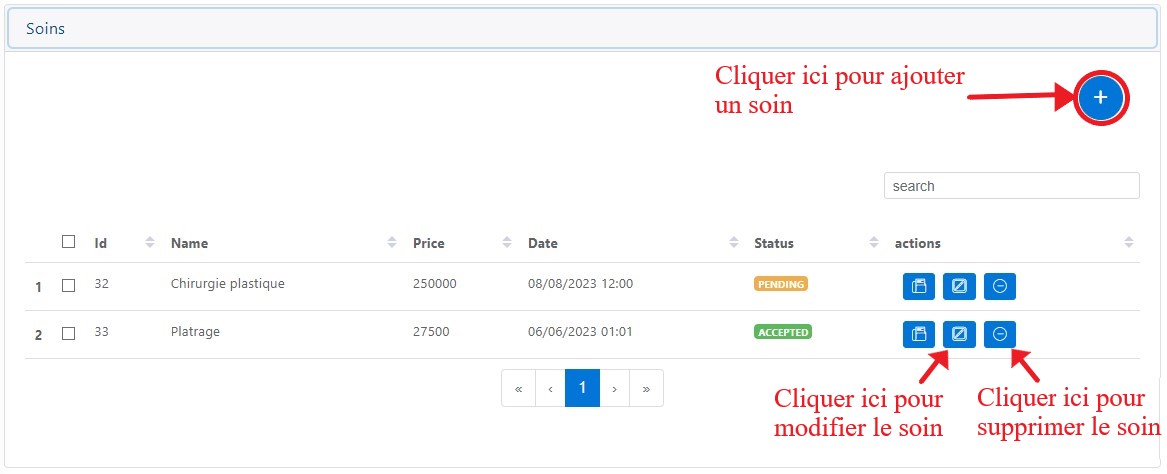 Soins
Cliquer ici pour ajouter
un soin
+
search
Id Name Price Date Status actions
1 32 Chirurgie plastique 250000 08/08/2023 12:00 PENDING
2 33 Platrage 27500 06/06/2023 01:01 ACCEPTED
« ‹ 1 › »
Cliquer ici pour
modifier le soin
Cliquer ici pour
supprimer le soin